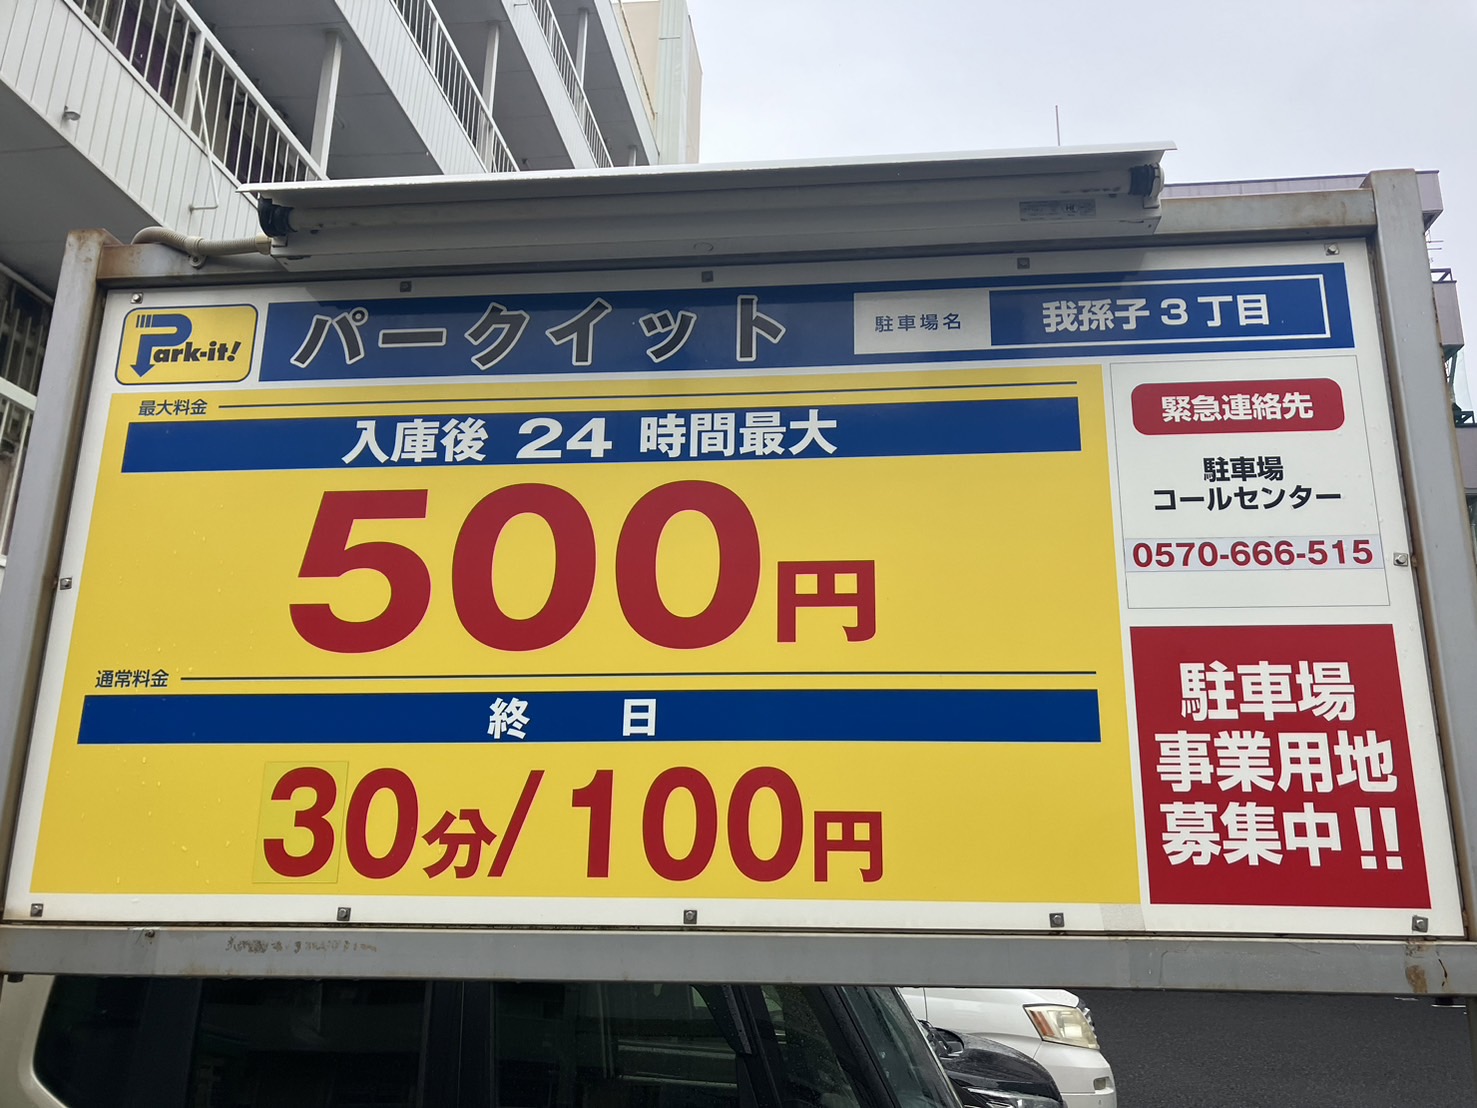 Park-it!
パークイット
駐車場名
我孫子3丁目
最大料金
入庫後 24 時間最大
500円
通常料金
終 日
30分/100円
緊急連絡先
駐車場
コールセンター
0570-666-515
駐車場
事業用地
募集中!!